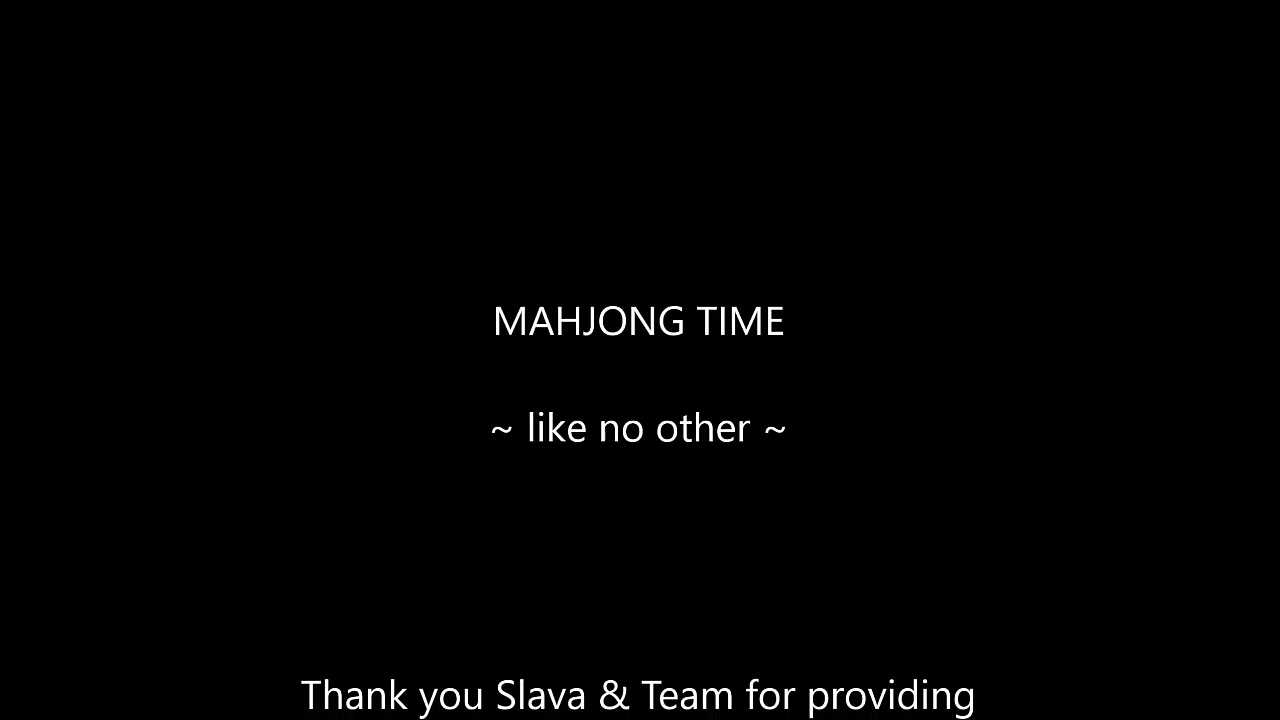 MAHJONG TIME
~ like no other ~
Thank you Slava & Team for providing